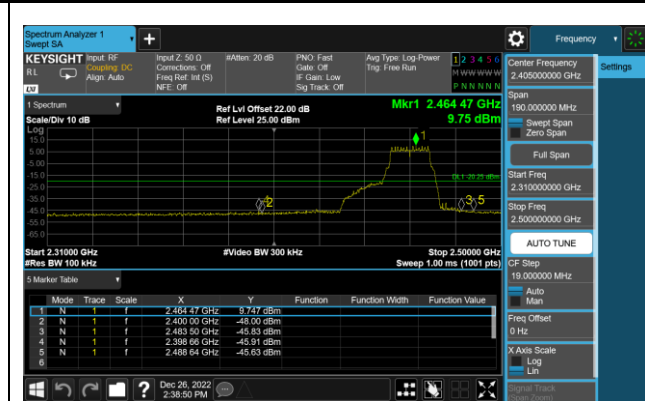 Spectrum Analyzer 1
Swept SA
Frequency
KEYSIGHT Input: RF Input Z: 50 Ω #Atten: 20 dB PNO: Fast Avg Type: Log-Power 1 2 3 4 5 6
RL Coupling: DC Corrections: Off Gate: Off Trig: Free Run M W W W W W
Align: Auto Freq Ref: Int (S) IF Gain: Low
NFE: Off Sig Track: Off P N N N N N
LXI
1 Spectrum
Scale/Div 10 dB
Ref Lvl Offset 22.00 dB
Ref Level 25.00 dBm
Mkr1 2.464 47 GHz
9.75 dBm
Log
15.0
5.00
-5.00
-15.0
-25.0
-35.0
-45.0
-55.0
-65.0
1
DL1 -20.25 dBm
2
3 5
Start 2.31000 GHz #Video BW 300 kHz Stop 2.50000 GHz
#Res BW 100 kHz Sweep 1.00 ms (1001 pts)
5 Marker Table
Mode Trace Scale X Y Function Function Width Function Value
1 N 1 f 2.464 47 GHz 9.747 dBm
2 N 1 f 2.400 00 GHz -48.00 dBm
3 N 1 f 2.483 50 GHz -45.83 dBm
4 N 1 f 2.398 66 GHz -45.91 dBm
5 N 1 f 2.488 64 GHz -45.63 dBm
6
Dec 26, 2022
2:38:50 PM
Center Frequency
2.405000000 GHz
Settings
Span
190.000000 MHz
Swept Span
Zero Span
Full Span
Start Freq
2.310000000 GHz
Stop Freq
2.500000000 GHz
AUTO TUNE
CF Step
19.000000 MHz
Auto
Man
Freq Offset
0 Hz
X Axis Scale
Log
Lin
Signal Track
(Span Zoom)